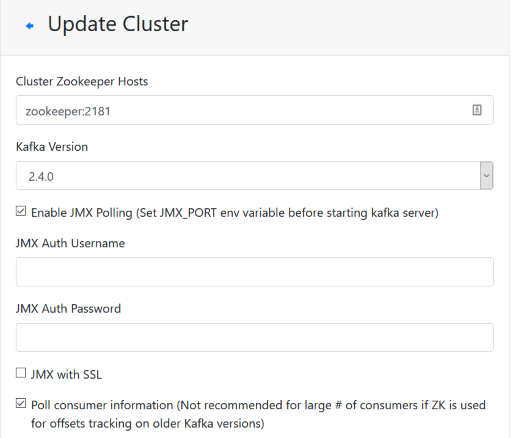 Update Cluster
Cluster Zookeeper Hosts
zookeeper:2181
Kafka Version
2.4.0
Enable JMX Polling (Set JMX_PORT env variable before starting kafka server)
JMX Auth Username
JMX Auth Password
JMX with SSL
Poll consumer information (Not recommended for large # of consumers if ZK is used
for offsets tracking on older Kafka versions)